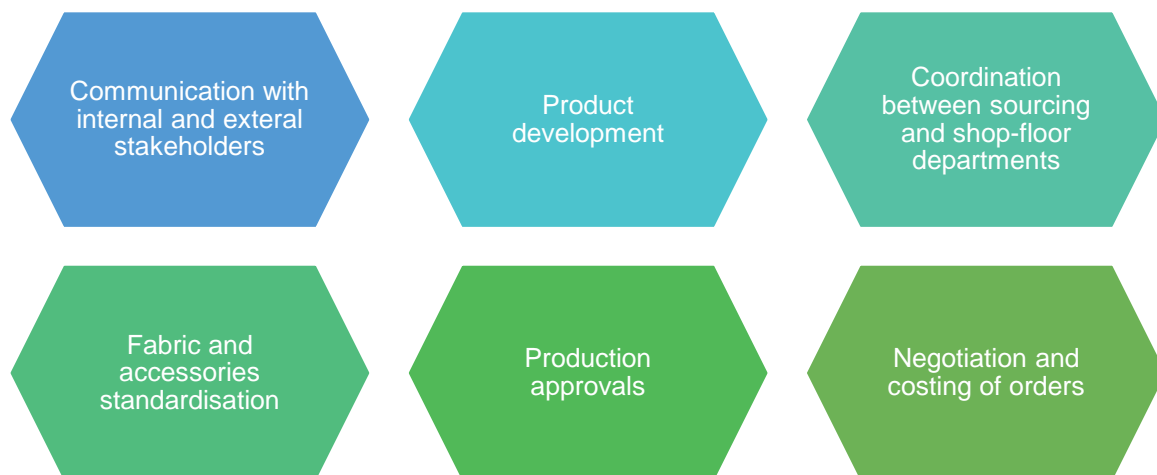 Communication with
internal and exteral
stakeholders
Product
development
Coordination
between sourcing
and shop-floor
departments
Fabric and
accessories
standardisation
Production
approvals
Negotiation and
costing of orders